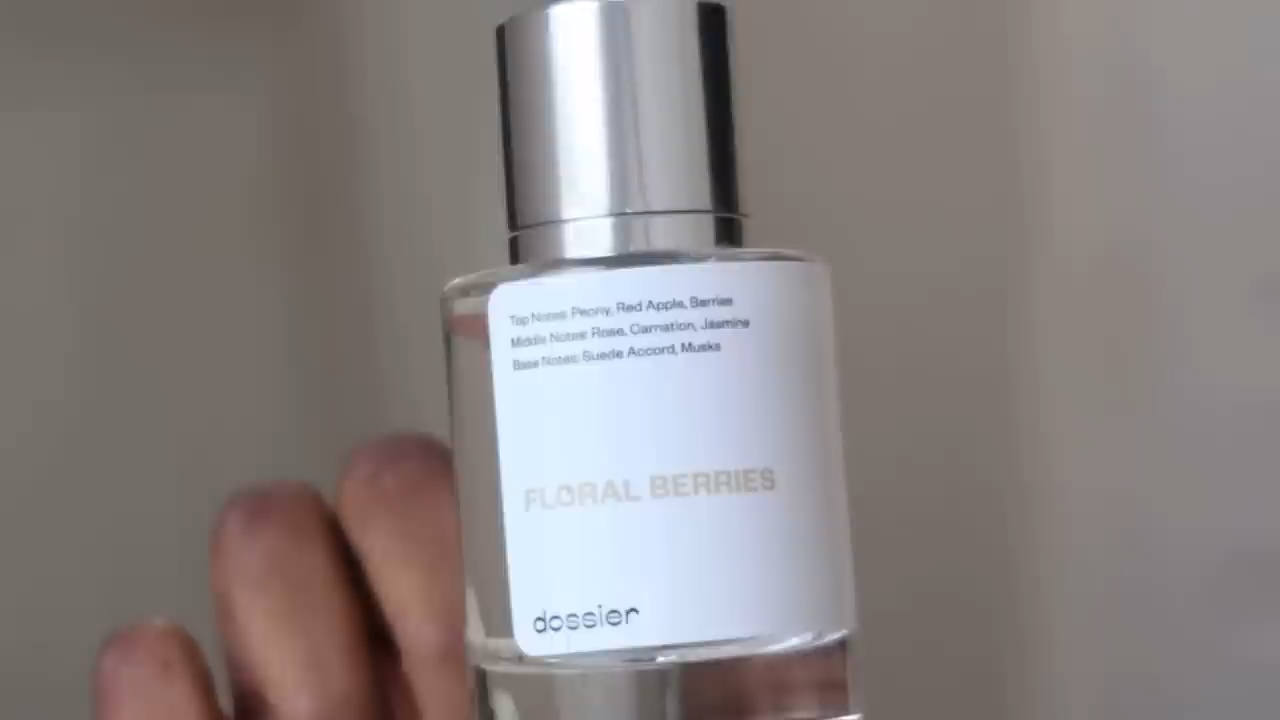 Top Notes: Peony, Red Apple, Berries
Middle Notes: Rose, Carnation, Jasmine
Base Notes: Suede Accord, Musks
FLORAL BERRIES
dossier